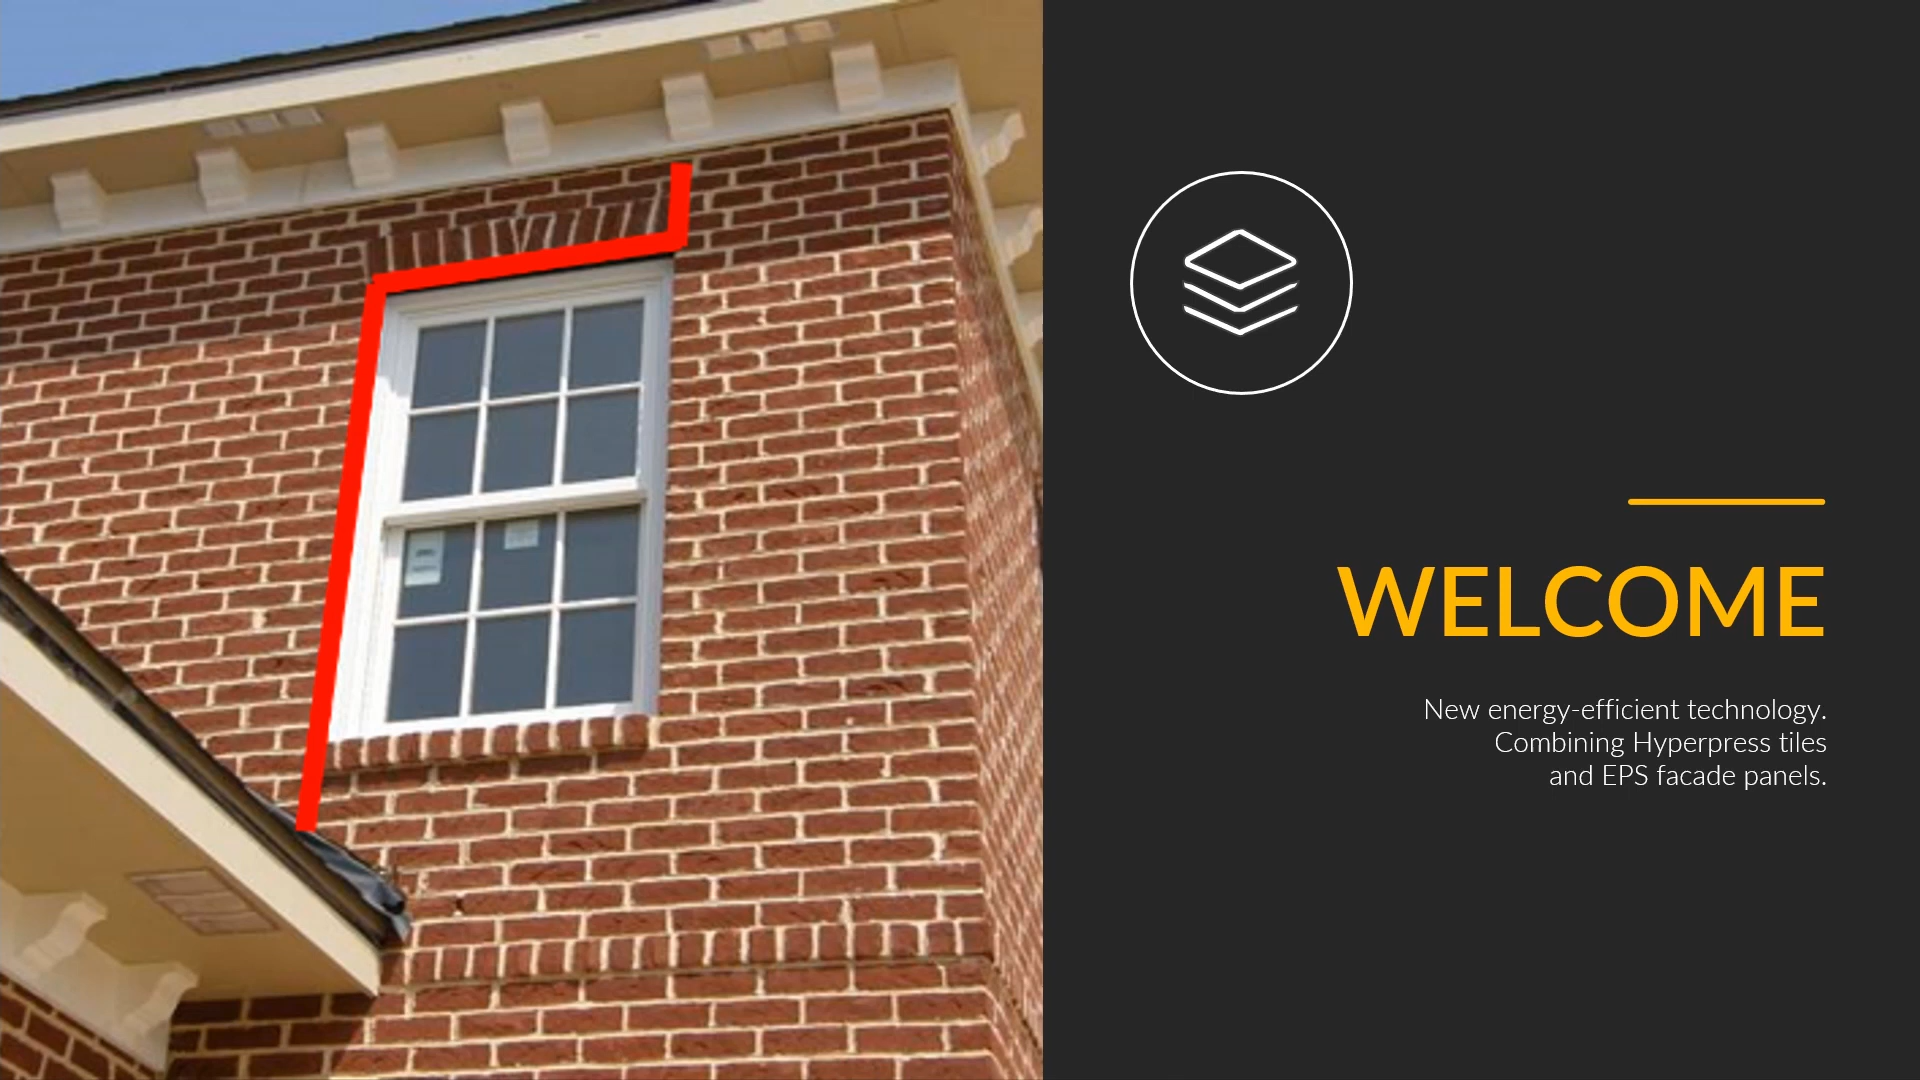 WELCOME
New energy-efficient technology.
Combining Hyperpress tiles
and EPS facade panels.